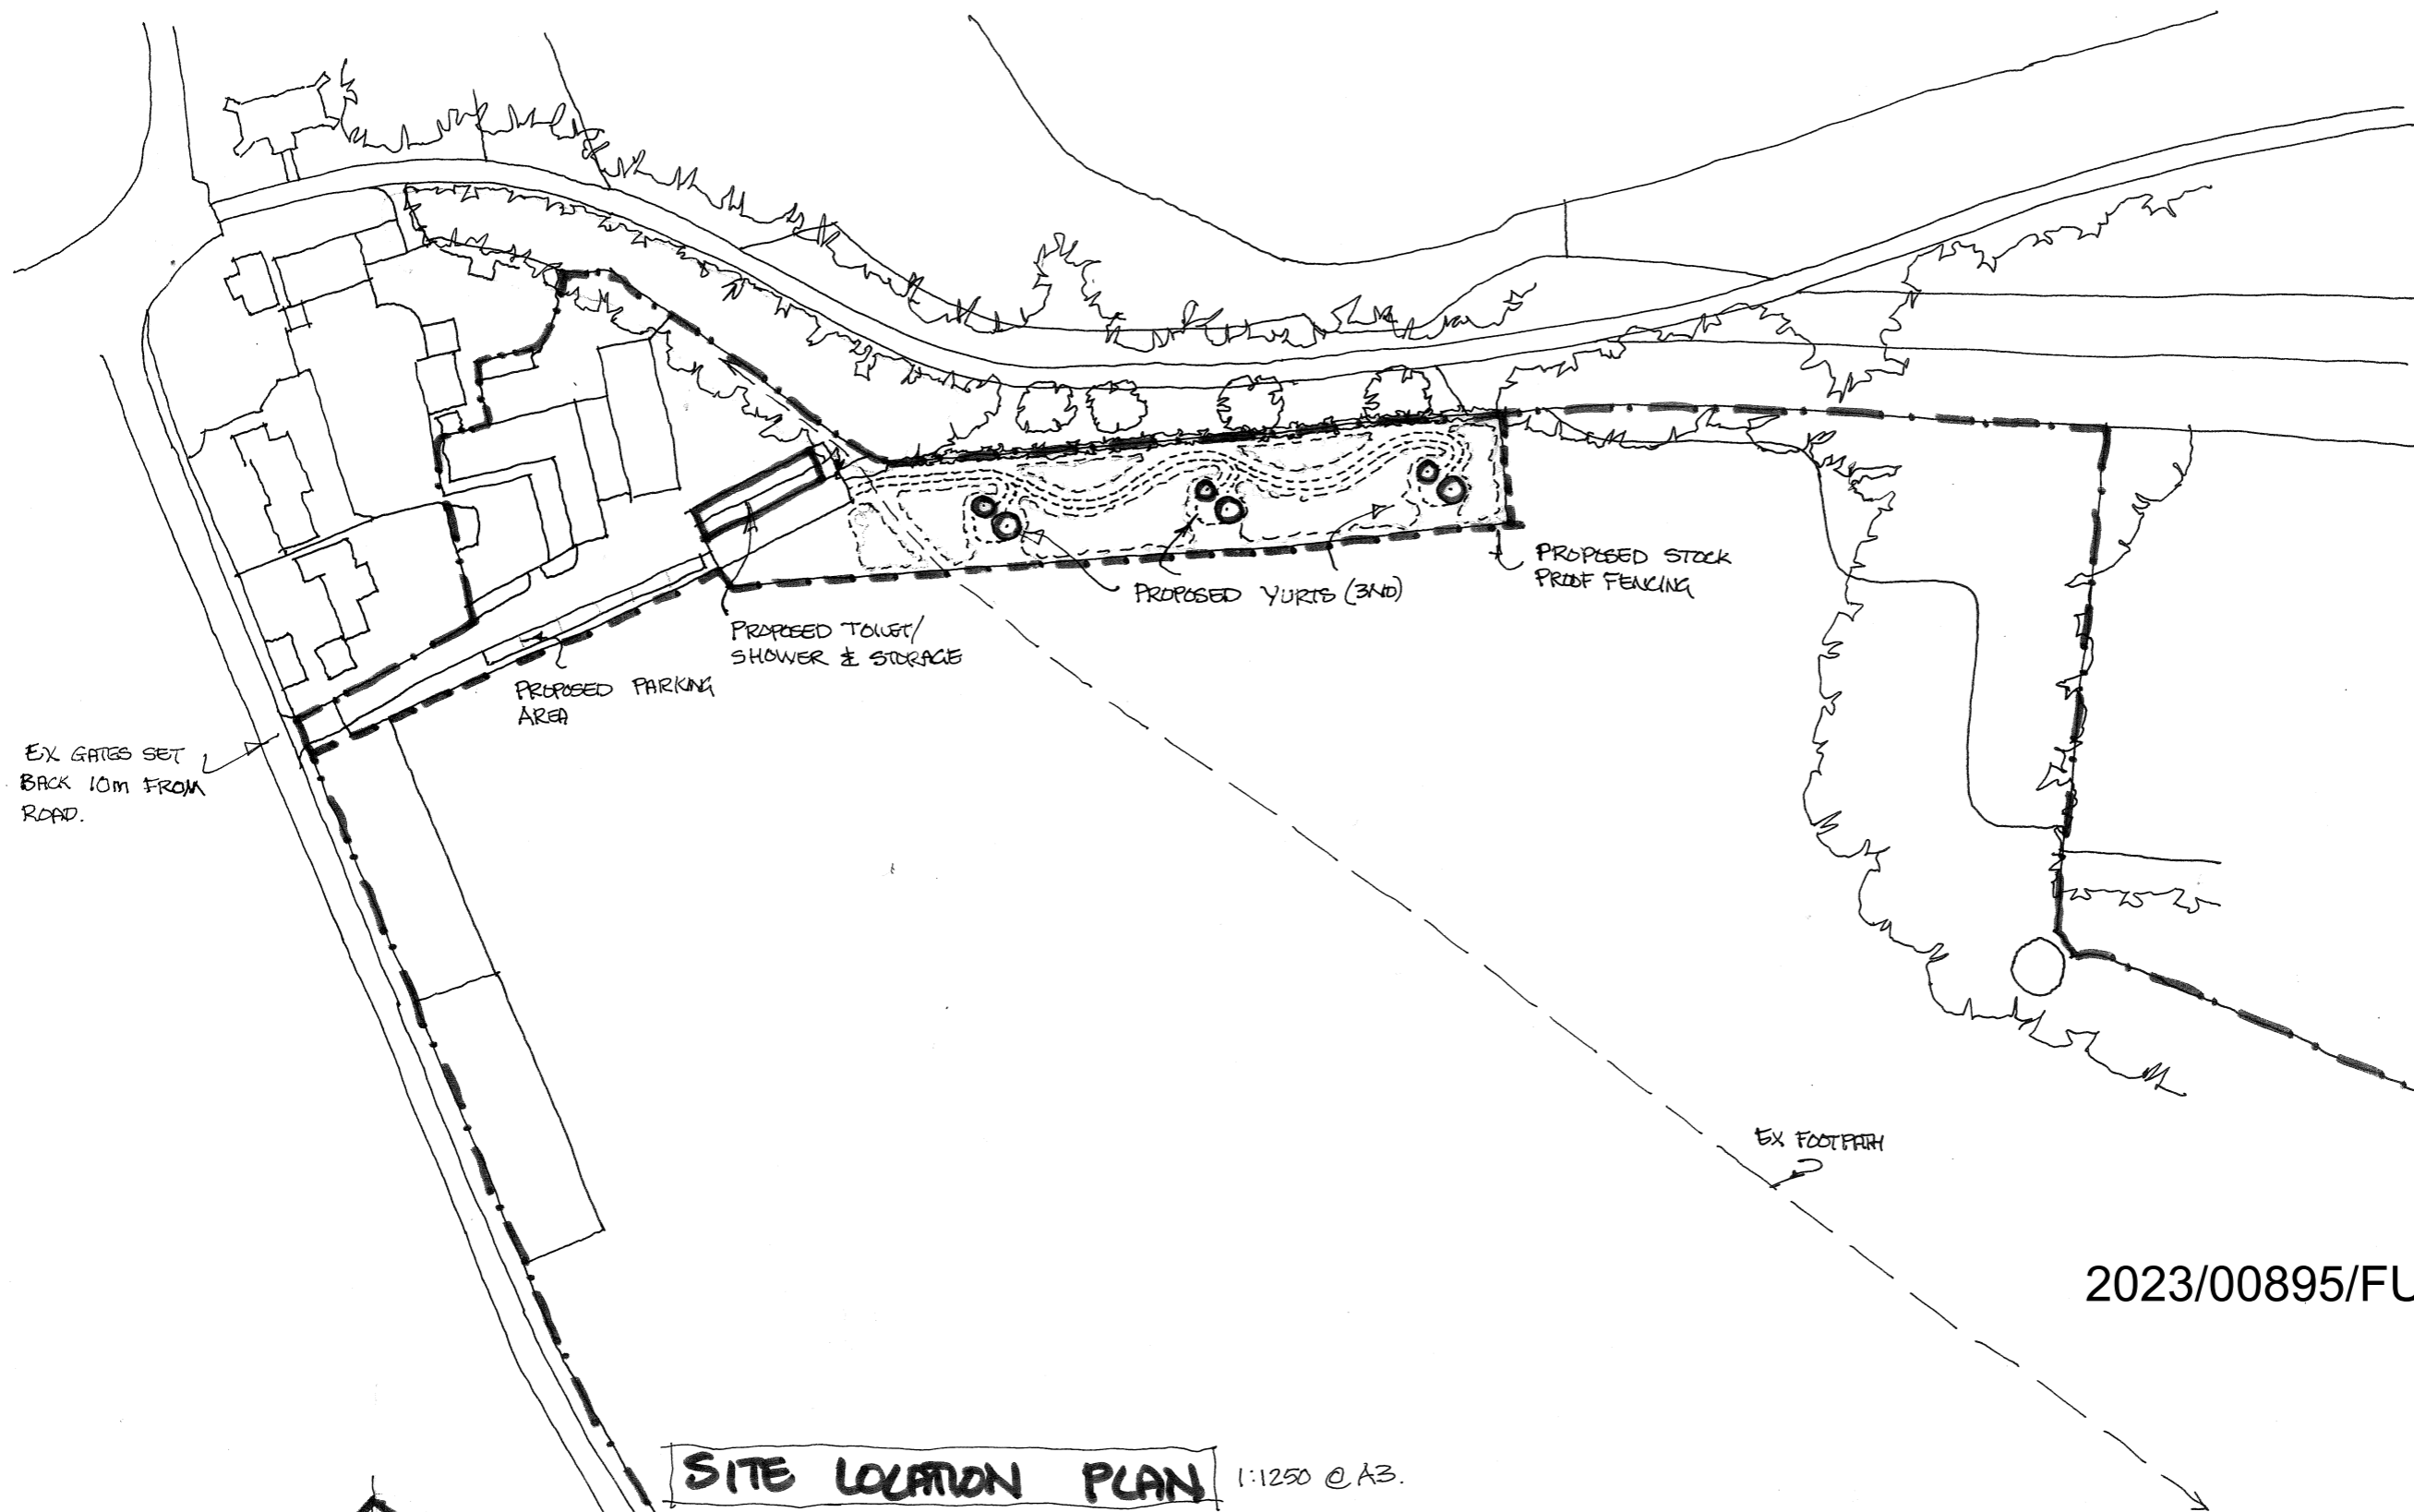 PROPOSED STOCK
PROOF FENCING
PROPOSED YURTS (3NO)
PROPOSED TOILET/
SHOWER & STORAGE
PROPOSED PARKING
AREA
EX GATES SET
BACK 10m FROM
ROAD.
EX FOOTPATH
2023/00895/FU
SITE LOCATION PLAN 1:1250 @ A3.